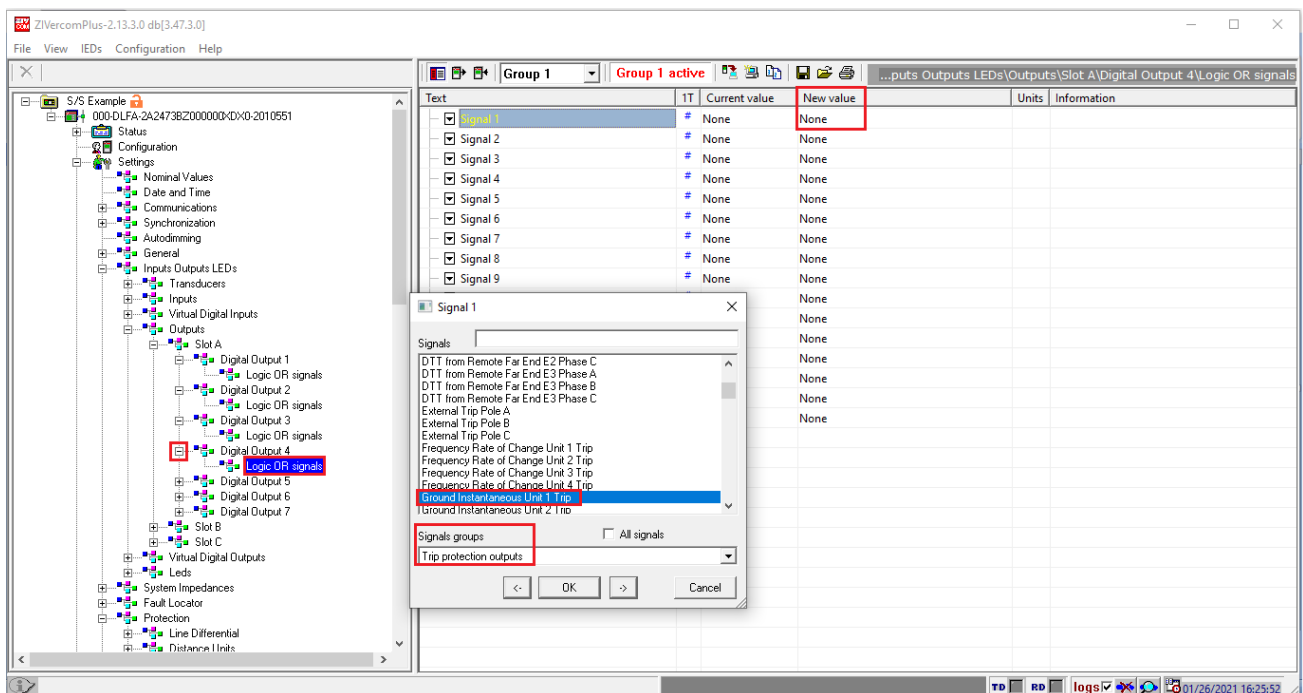 ZIVercomPlus-2.13.3.0 db[3.47.3.0]
File View IEDs Configuration Help
Group 1
Group 1 active
...puts Outputs LEDs\Outputs\Slot A\Digital Output 4\Logic OR signals
S/S Example
000-DLFA-2A2473BZ000000XDX0-2010551
Status
Configuration
Settings
Nominal Values
Date and Time
Communications
Synchronization
Autodimming
General
Inputs Outputs LEDs
Transducers
Inputs
Virtual Digital Inputs
Outputs
Slot A
Digital Output 1
Logic OR signals
Digital Output 2
Logic OR signals
Digital Output 3
Logic OR signals
Digital Output 4
Logic OR signals
Digital Output 5
Digital Output 6
Digital Output 7
Slot B
Slot C
Virtual Digital Outputs
Leds
System Impedances
Fault Locator
Protection
Line Differential
Distance Units
Text 1T Current value New value Units Information
Signal 1 # None None
Signal 2 # None None
Signal 3 # None None
Signal 4 # None None
Signal 5 # None None
Signal 6 # None None
Signal 7 # None None
Signal 8 # None None
Signal 9 # None None
None
None
None
None
None
None
None
Signal 1
Signals
DTT from Remote Far End E2 Phase C
DTT from Remote Far End E3 Phase A
DTT from Remote Far End E3 Phase B
DTT from Remote Far End E3 Phase C
External Trip Pole A
External Trip Pole B
External Trip Pole C
Frequency Rate of Change Unit 1 Trip
Frequency Rate of Change Unit 2 Trip
Frequency Rate of Change Unit 3 Trip
Frequency Rate of Change Unit 4 Trip
Ground Instantaneous Unit 1 Trip
Ground Instantaneous Unit 2 Trip
Signals groups All signals
Trip protection outputs
<- OK -> Cancel
TD RD logs 01/26/2021 16:25:52